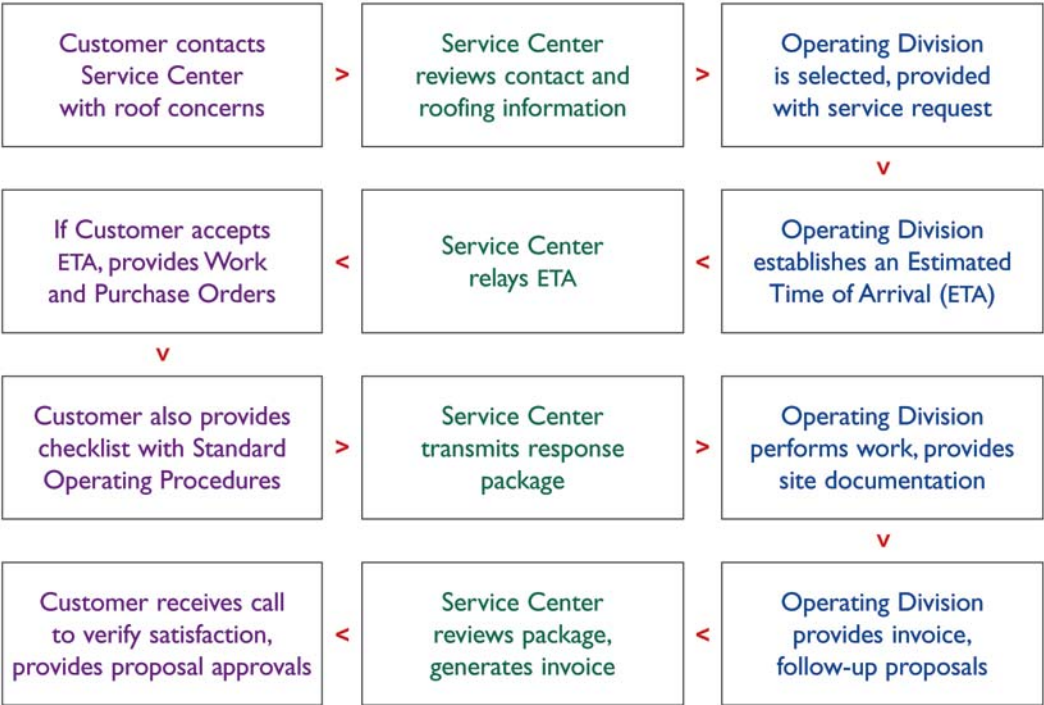 Customer contacts
Service Center
with roof concerns
>
Service Center
reviews contact and
roofing information
>
Operating Division
is selected, provided
with service request
v
Operating Division
establishes an Estimated
Time of Arrival (ETA)
<
Service Center
relays ETA
<
If Customer accepts
ETA, provides Work
and Purchase Orders
v
Customer also provides
checklist with Standard
Operating Procedures
>
Service Center
transmits response
package
>
Operating Division
performs work, provides
site documentation
v
Operating Division
provides invoice,
follow-up proposals
<
Service Center
reviews package,
generates invoice
<
Customer receives call
to verify satisfaction,
provides proposal approvals